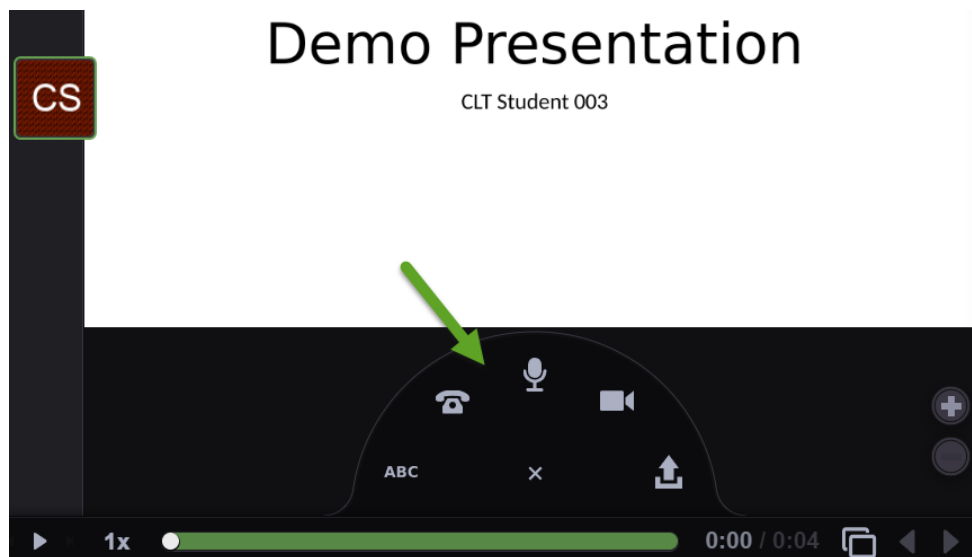 Demo Presentation
CLT Student 003
CS
ABC
1x
0:00 / 0:04